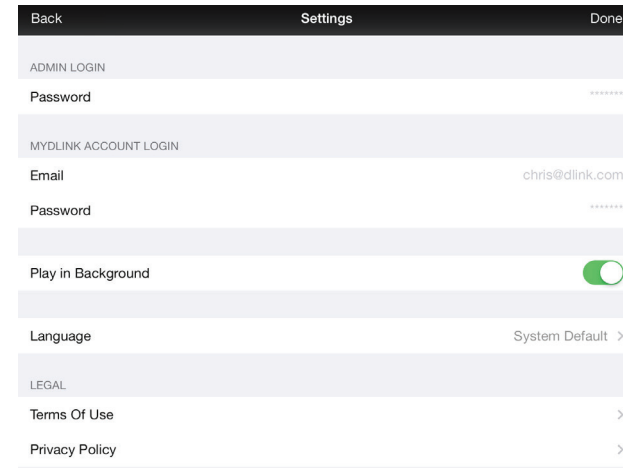 Back Settings Done
ADMIN LOGIN
Password *******
MYDLINK ACCOUNT LOGIN
Email chris@dlink.com
Password *******
Play in Background
Language System Default >
LEGAL
Terms Of Use >
Privacy Policy >